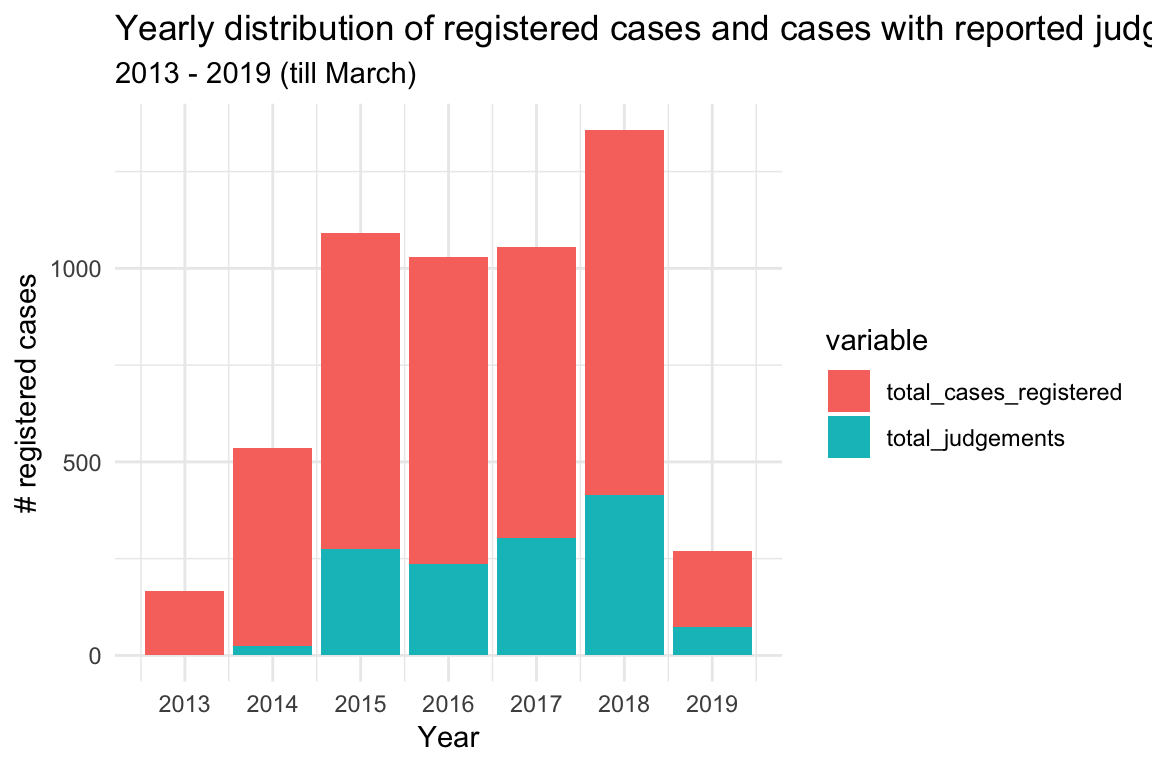 Yearly distribution of registered cases and cases with reported judg
2013 - 2019 (till March)
# registered cases
1000
500
0
2013 2014 2015 2016 2017 2018 2019
Year
variable
total_cases_registered
total_judgements